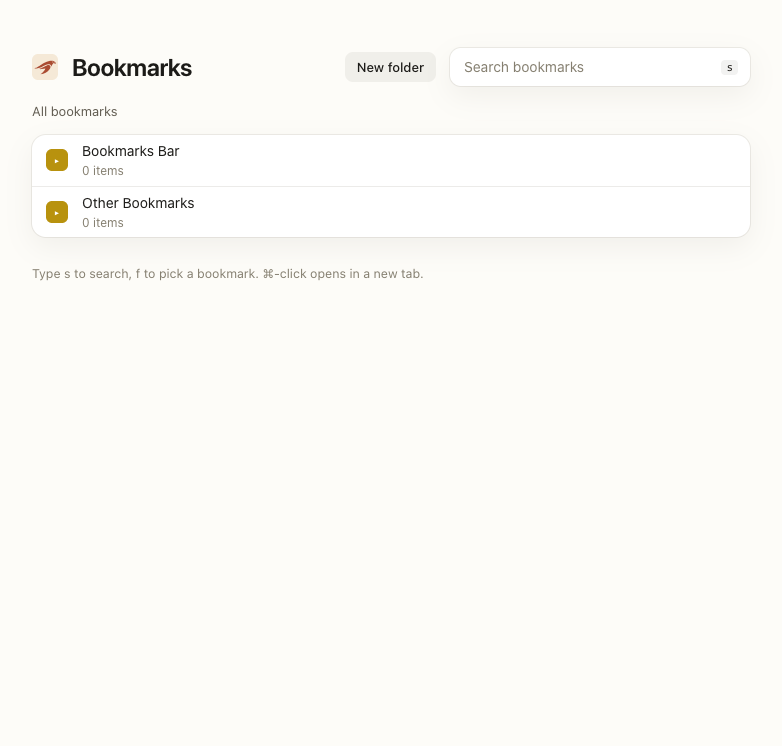 Bookmarks
New folder
Search bookmarks
s
All bookmarks
Bookmarks Bar
0 items
Other Bookmarks
0 items
Type s to search, f to pick a bookmark. ⌘-click opens in a new tab.